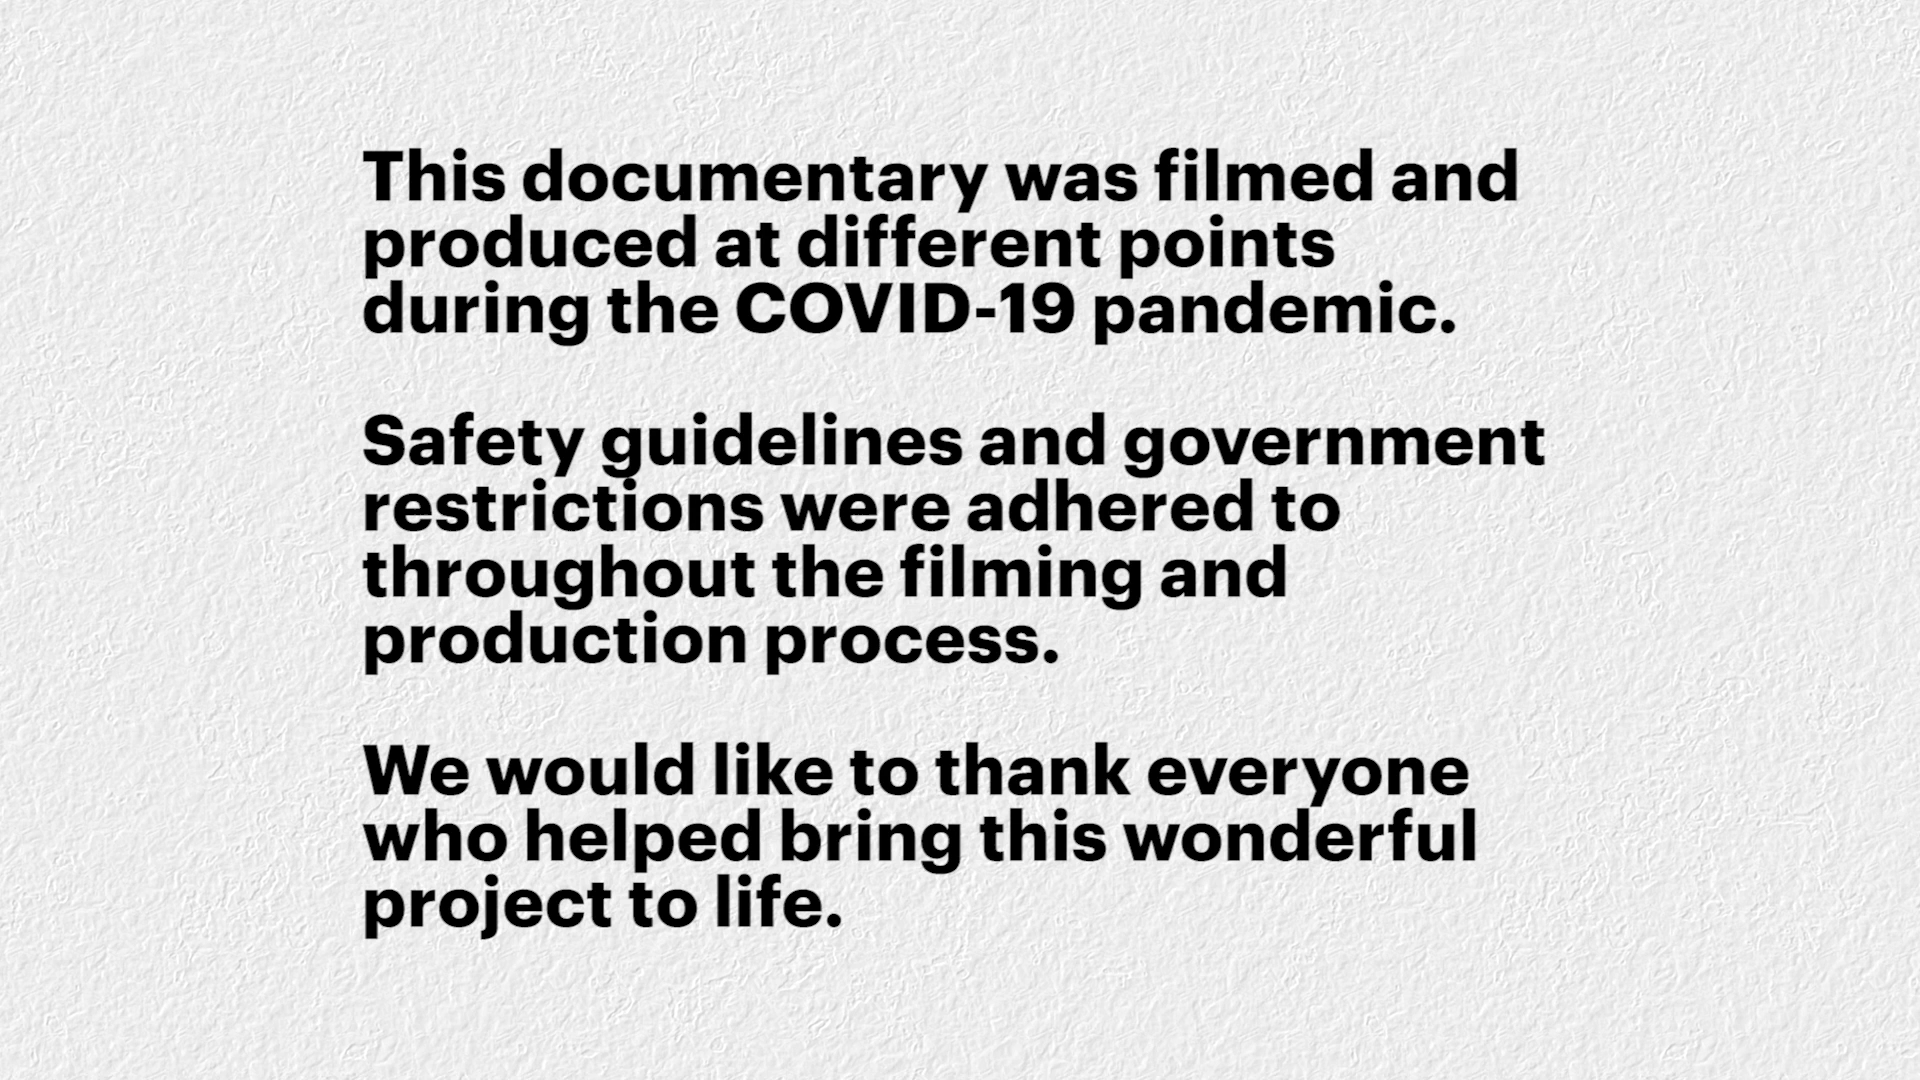 This documentary was filmed and
produced at different points
during the COVID-19 pandemic.
Safety guidelines and government
restrictions were adhered to
throughout the filming and
production process.
We would like to thank everyone
who helped bring this wonderful
project to life.